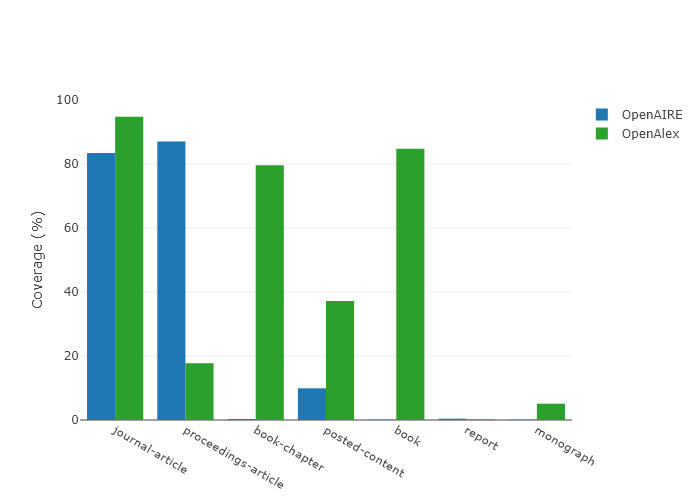 OpenAIRE
OpenAlex
Coverage (%)
100
80
60
40
20
0
journal-article
proceedings-article
book-chapter
posted-content
book
report
monograph